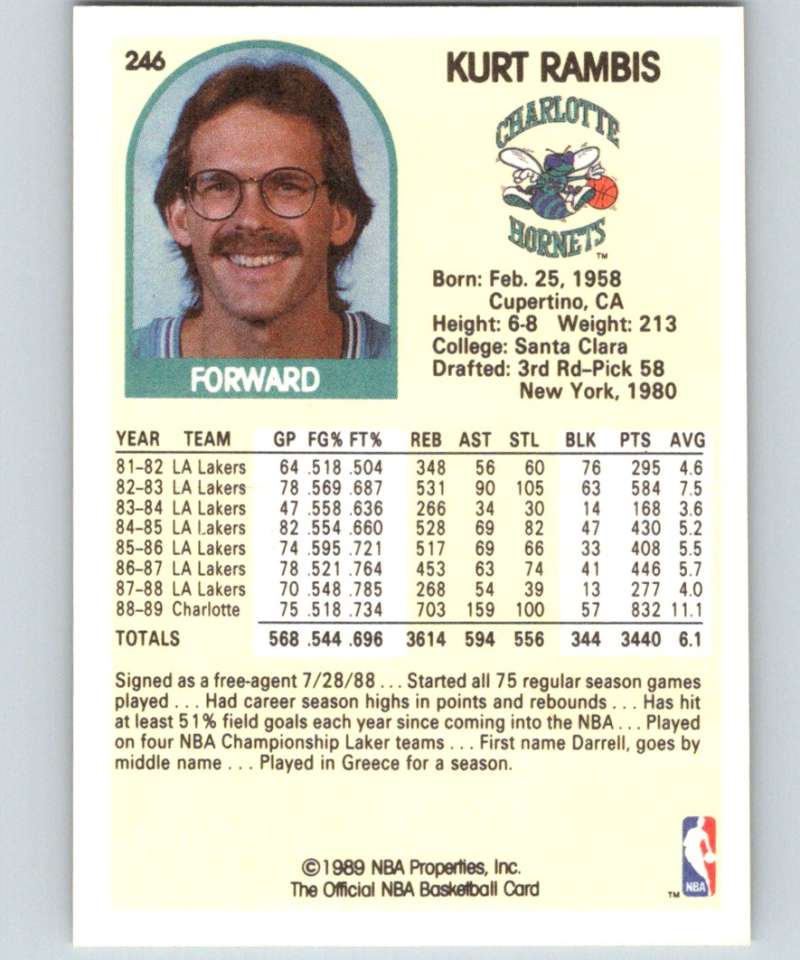 246
KURT RAMBIS
CHARLOTTE
HORNETS
TM
Born: Feb. 25, 1958
Cupertino, CA
Height: 6-8 Weight: 213
College: Santa Clara
Drafted: 3rd Rd-Pick 58
New York, 1980
FORWARD
YEAR TEAM GP FG% FT% REB AST STL BLK PTS AVG
81-82 LA Lakers 64 .518 .504 348 56 60 76 295 4.6
82-83 LA Lakers 78 .569 .687 531 90 105 63 584 7.5
83-84 LA Lakers 47 .558 .636 266 34 30 14 168 3.6
84-85 LA Lakers 82 .554 .660 528 69 82 47 430 5.2
85-86 LA Lakers 74 .595 .721 517 69 66 33 408 5.5
86-87 LA Lakers 78 .521 .764 453 63 74 41 446 5.7
87-88 LA Lakers 70 .548 .785 268 54 39 13 277 4.0
88-89 Charlotte 75 .518 .734 703 159 100 57 832 11.1
TOTALS 568 .544 .696 3614 594 556 344 3440 6.1
Signed as a free-agent 7/28/88 ... Started all 75 regular season games
played ... Had career season highs in points and rebounds ... Has hit
at least 51% field goals each year since coming into the NBA ... Played
on four NBA Championship Laker teams ... First name Darrell, goes by
middle name ... Played in Greece for a season.
©1989 NBA Properties, Inc.
The Official NBA Basketball Card
NBA
TM